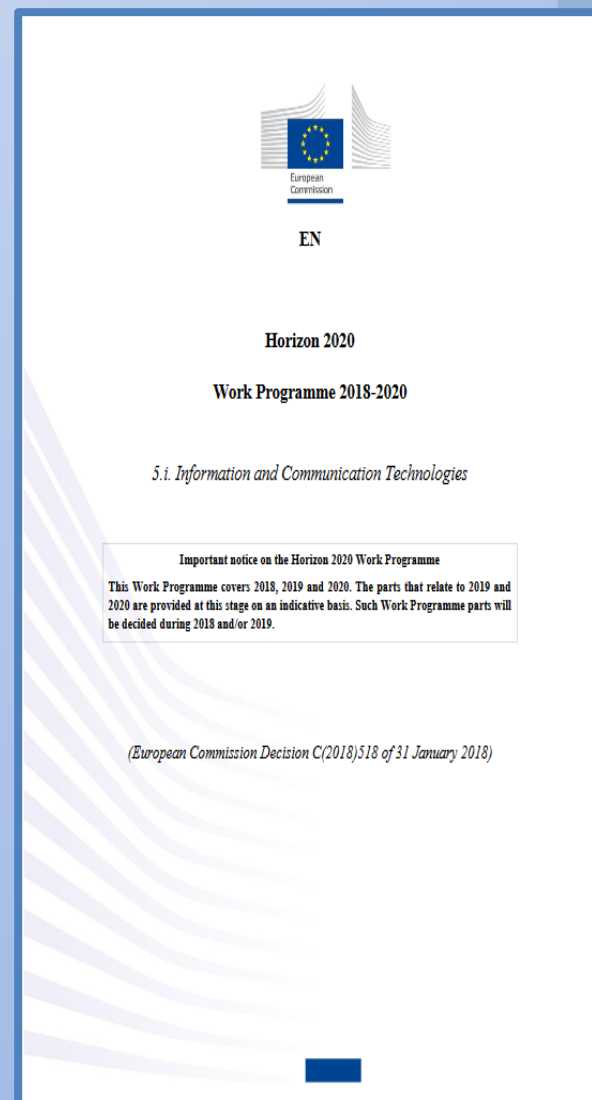 European
Commission
EN
Horizon 2020
Work Programme 2018-2020
5.i. Information and Communication Technologies
Important notice on the Horizon 2020 Work Programme
This Work Programme covers 2018, 2019 and 2020. The parts that relate to 2019 and
2020 are provided at this stage on an indicative basis. Such Work Programme parts will
be decided during 2018 and/or 2019.
(European Commission Decision C(2018)518 of 31 January 2018)